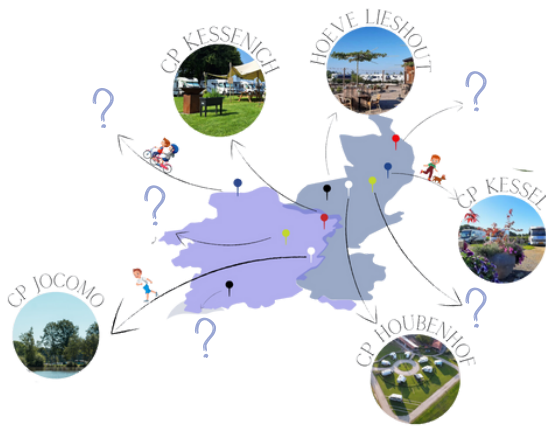 CP KESSENICH
HOEVE LIESHOUT
?
?
CP KESSEL
?
CP JOCOMO
?
?
CP HOUBENHOF